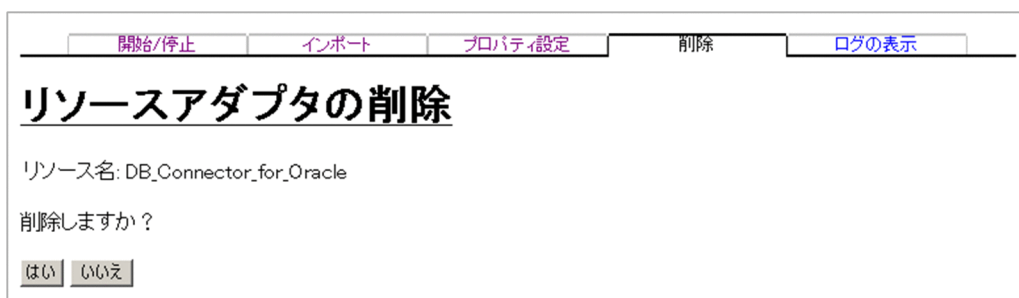 開始/停止 インポート プロパティ設定 削除 ログの表示
リソースアダプタの削除
リソース名: DB_Connector_for_Oracle
削除しますか？
はい いいえ